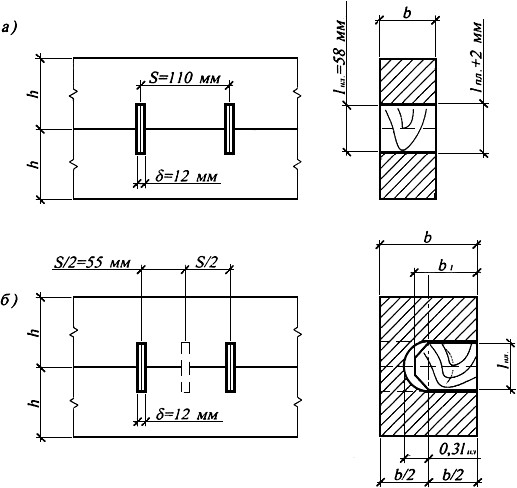 а)
h
h
S=110 мм
δ=12 мм
b
lпл.=58 мм
lпл.+2 мм
б)
h
h
S/2=55 мм
S/2
δ=12 мм
b
b1
lпл.
0,3lпл
b/2
b/2